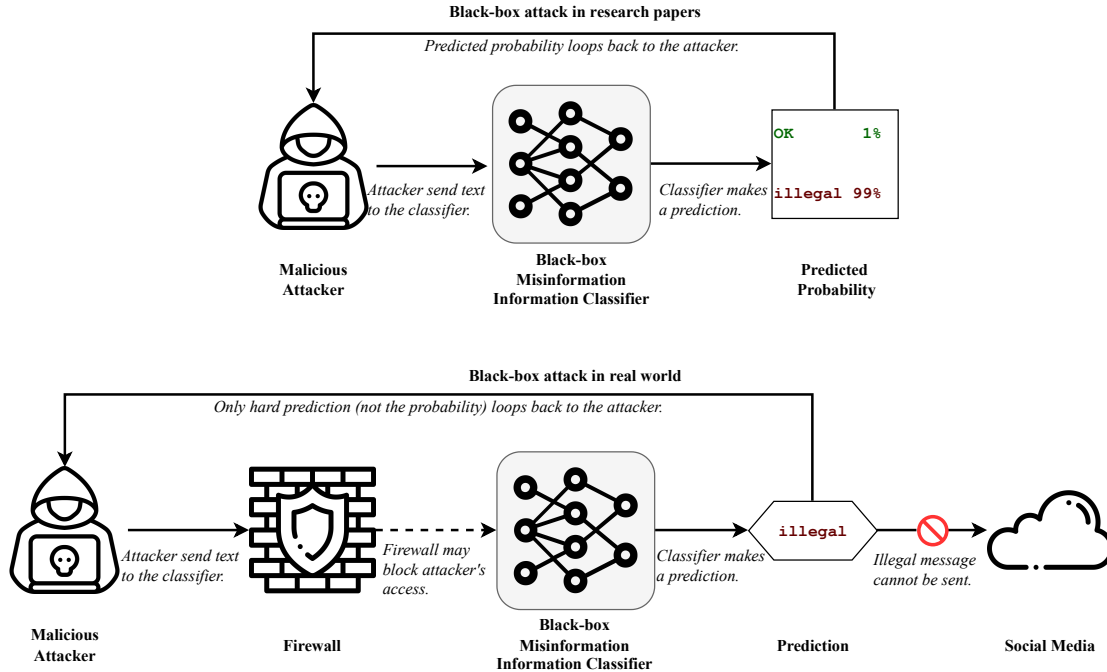 Black-box attack in research papers
Predicted probability loops back to the attacker.
OK 1%
illegal 99%
Attacker send text
to the classifier.
Classifier makes
a prediction.
Malicious
Attacker
Black-box
Misinformation
Information Classifier
Predicted
Probability
Black-box attack in real world
Only hard prediction (not the probability) loops back to the attacker.
illegal
Attacker send text
to the classifier.
Firewall may
block attacker's
access.
Classifier makes
a prediction.
Illegal message
cannot be sent.
Malicious
Attacker
Firewall
Black-box
Misinformation
Information Classifier
Prediction
Social Media